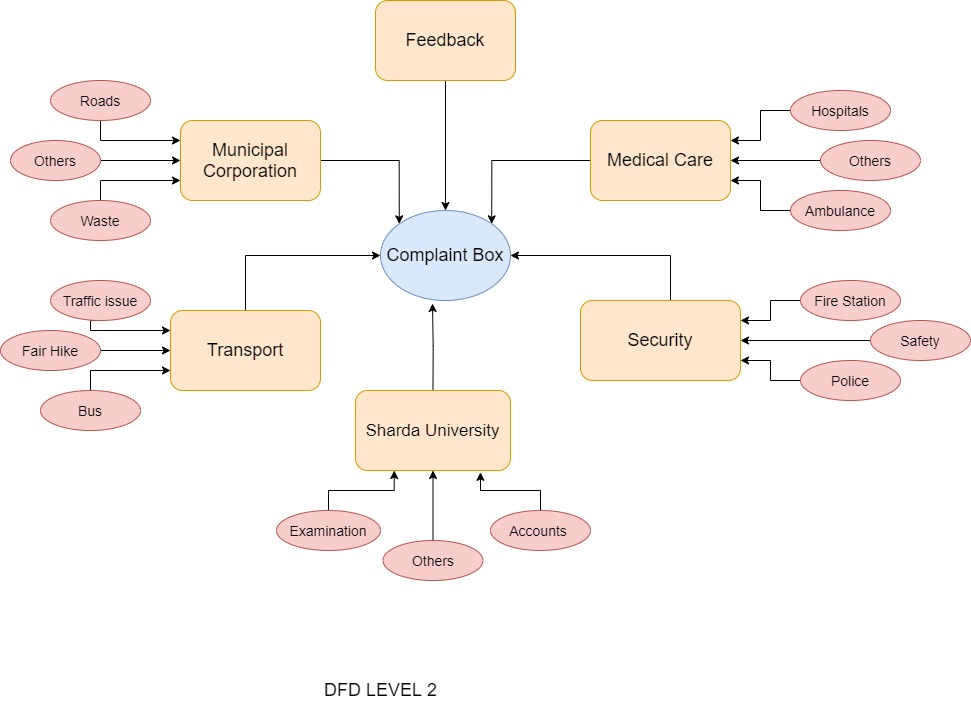 Feedback
Roads
Others
Waste
Municipal
Corporation
Medical Care
Hospitals
Others
Ambulance
Complaint Box
Traffic issue
Fair Hike
Bus
Transport
Security
Fire Station
Safety
Police
Sharda University
Examination
Others
Accounts
DFD LEVEL 2